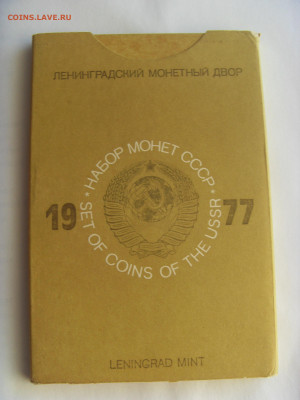 COINS.LAVE.RU
ЛЕНИНГРАДСКИЙ МОНЕТНЫЙ ДВОР
· НАБОР МОНЕТ СССР ·
19 77
SET OF COINS OF THE USSR
LENINGRAD MINT